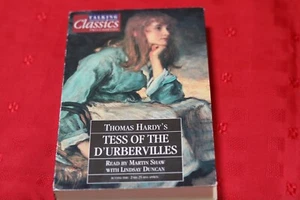 TALKING
Classics
THOMAS HARDY'S
TESS OF THE
D'URBERVILLES
READ BY MARTIN SHAW
WITH LINDSAY DUNCAN